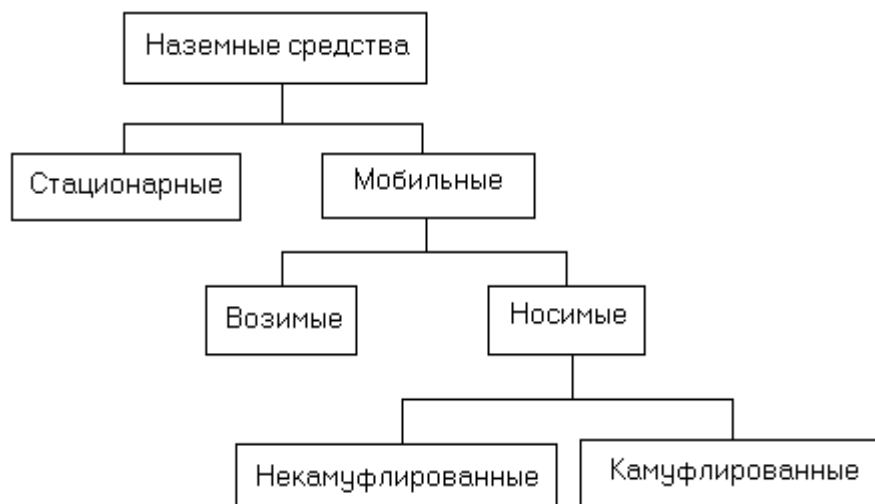 Наземные средства
Стационарные
Мобильные
Возимые
Носимые
Некамуфлированные
Камуфлированные